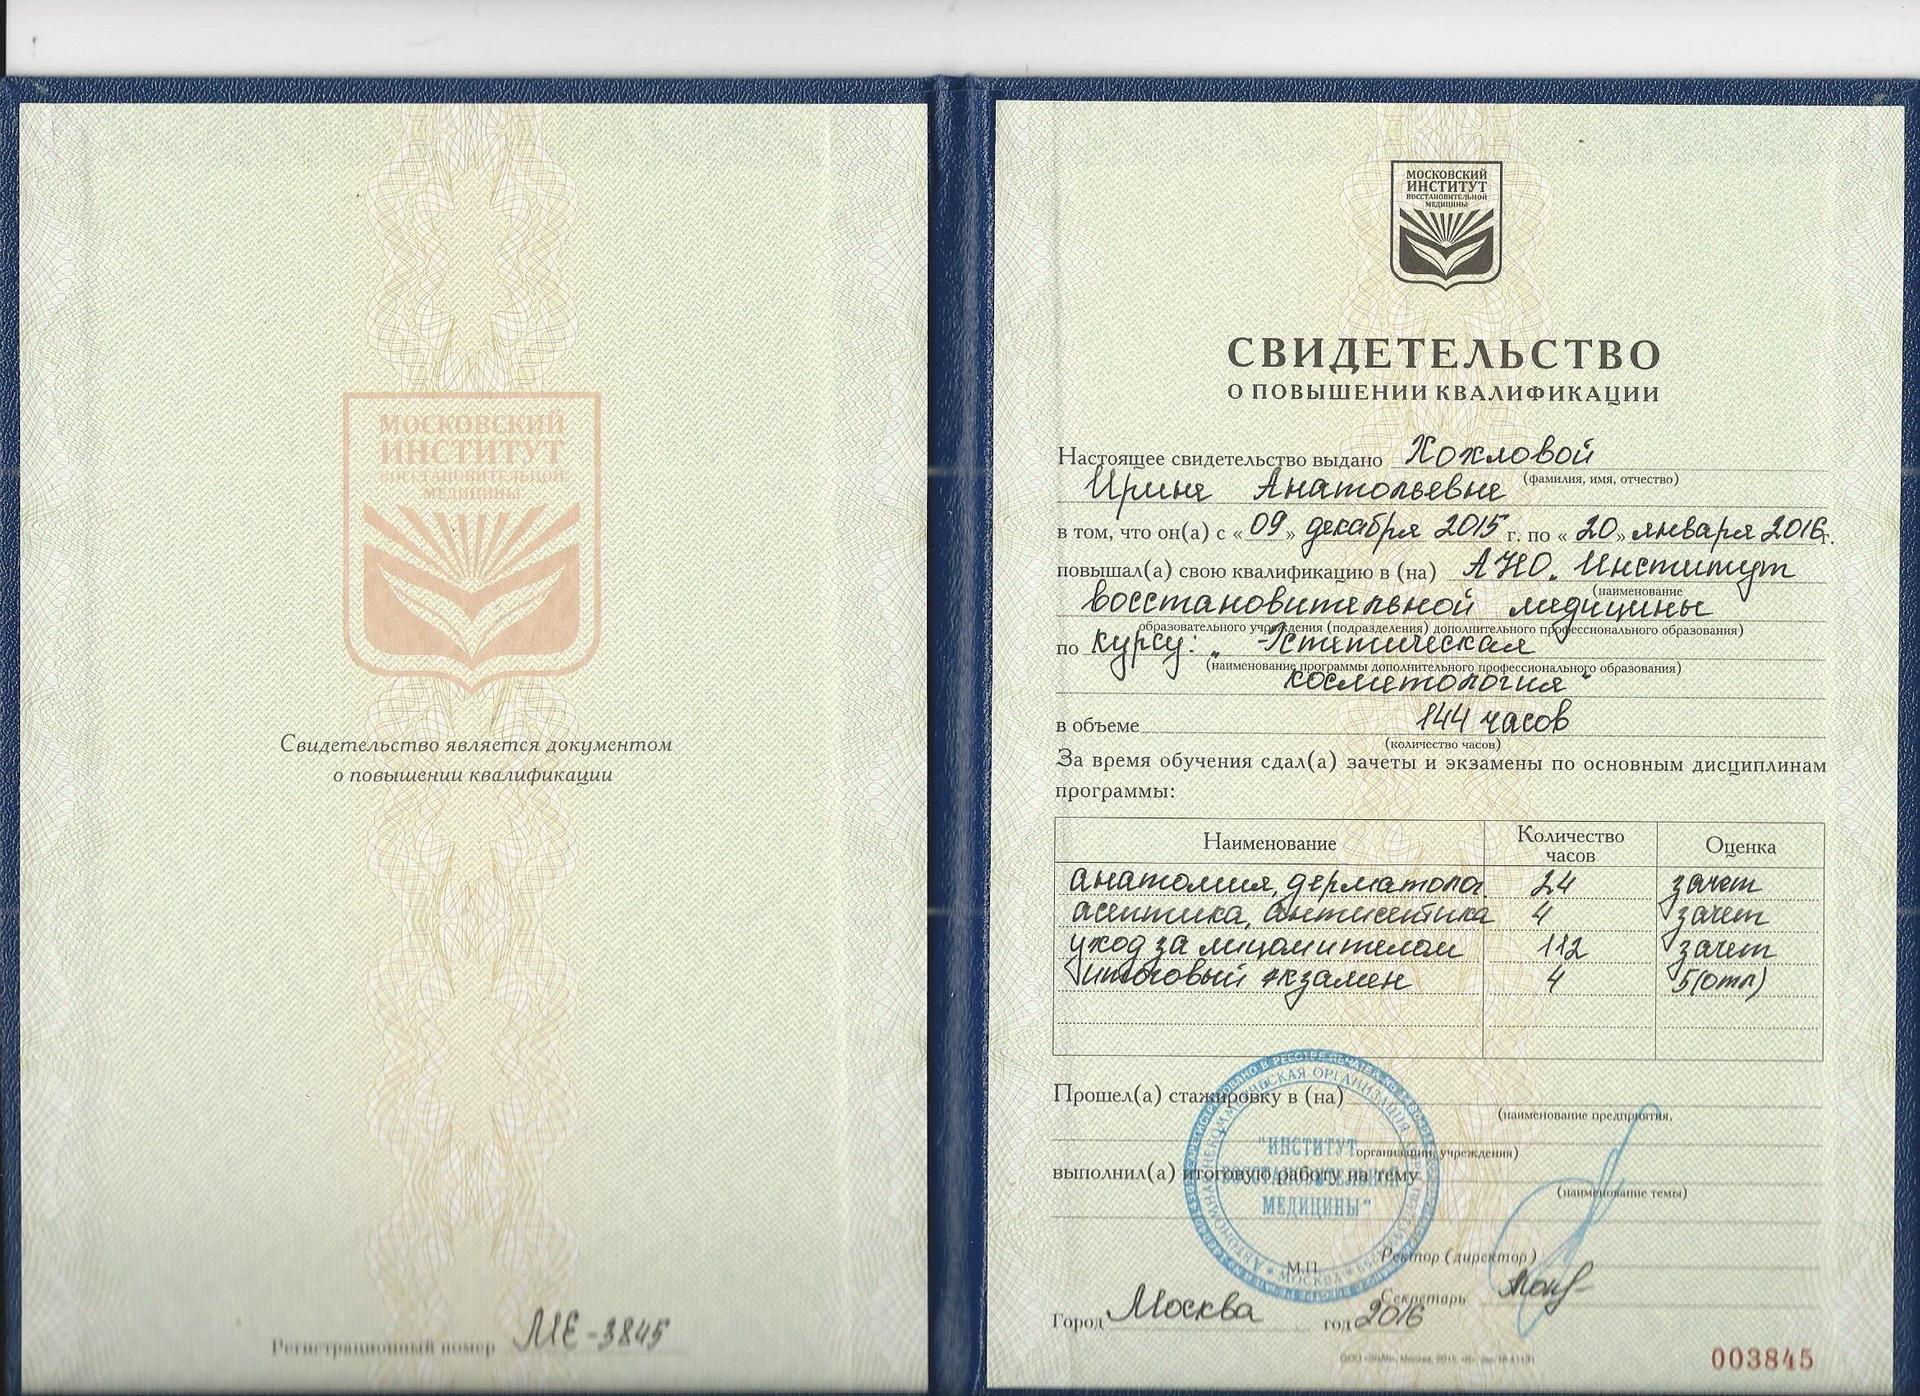 МОСКОВСКИЙ
ИНСТИТУТ
ВОССТАНОВИТЕЛЬНОЙ
МЕДИЦИНЫ
Свидетельство является документом
о повышении квалификации
Регистрационный номер МЕ-3845
МОСКОВСКИЙ
ИНСТИТУТ
ВОССТАНОВИТЕЛЬНОЙ
МЕДИЦИНЫ
СВИДЕТЕЛЬСТВО
О ПОВЫШЕНИИ КВАЛИФИКАЦИИ
Настоящее свидетельство выдано Хохловой
(фамилия, имя, отчество)
Ирине Анатольевне
в том, что он(а) с «09» декабря 2015 г. по «20» января 2016г.
повышал(а) свою квалификацию в (на) АНО. Институт
(наименование
восстановительной медицины
образовательного учреждения (подразделения) дополнительного профессионального образования)
по курсу: „ Эстетическая
(наименование программы дополнительного профессионального образования)
косметология"
в объеме 144 часов
(количество часов)
За время обучения сдал(а) зачеты и экзамены по основным дисциплинам
программы:
Наименование Количество часов Оценка
анатомия, дерматолог. 24 зачет
асептика, антисептика 4 зачет
уход за лицом и телом 112 зачет
итоговый экзамен 4 5(отл)
Прошел(а) стажировку в (на)
(наименование предприятия,
организации, учреждения)
выполнил(а) итоговую работу на тему
(наименование темы)
"ИНСТИТУТ
ВОССТАНОВИТЕЛЬНОЙ
МЕДИЦИНЫ"
МОСКВА
М.П. Ректор (директор)
Секретарь
Город Москва год 2016
003845